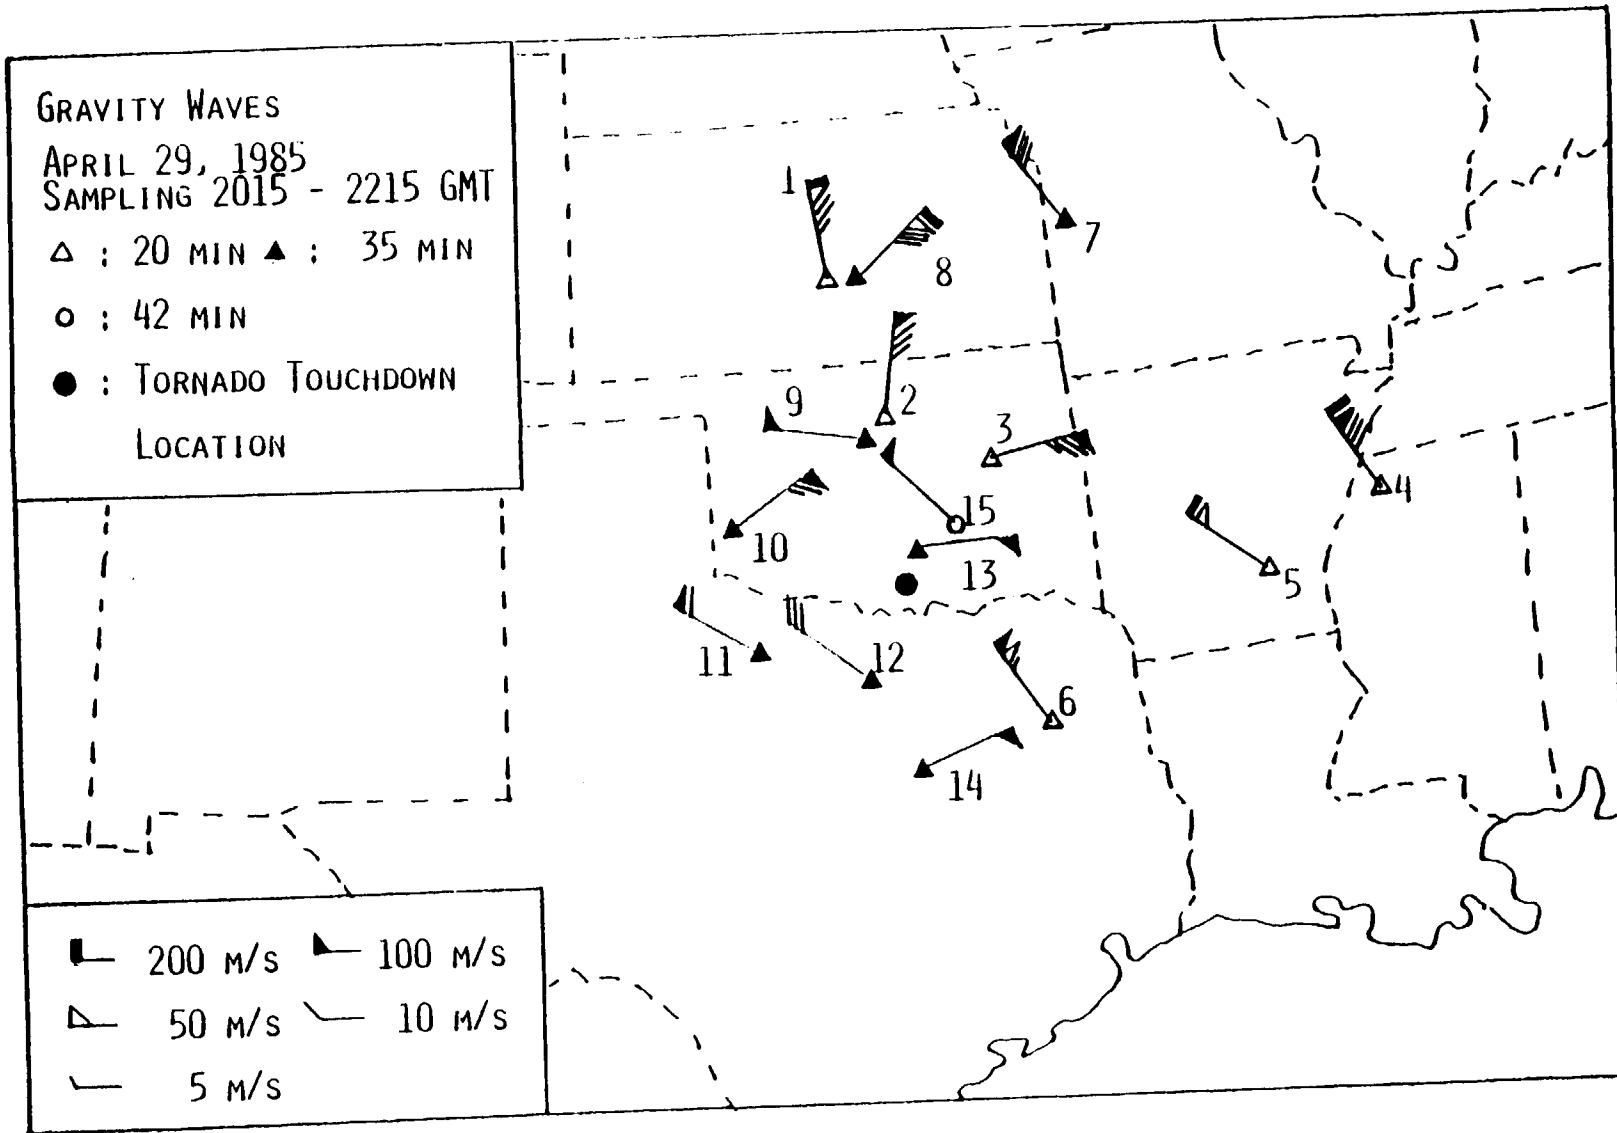 GRAVITY WAVES
APRIL 29, 1985
SAMPLING 2015 - 2215 GMT
△ : 20 MIN ▲ : 35 MIN
○ : 42 MIN
● : TORNADO TOUCHDOWN
LOCATION
1
8
7
9
2
3
4
15
10
13
5
11
12
6
14
200 M/S 100 M/S
50 M/S 10 M/S
5 M/S